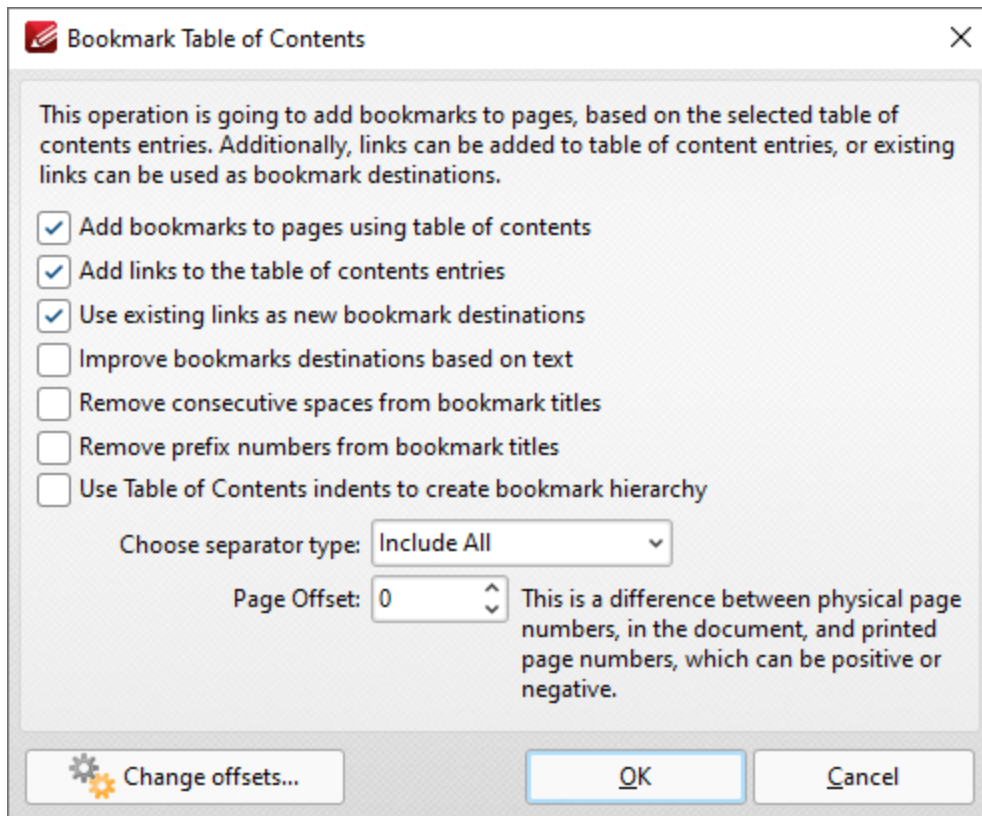 Bookmark Table of Contents
This operation is going to add bookmarks to pages, based on the selected table of
contents entries. Additionally, links can be added to table of content entries, or existing
links can be used as bookmark destinations.
Add bookmarks to pages using table of contents
Add links to the table of contents entries
Use existing links as new bookmark destinations
Improve bookmarks destinations based on text
Remove consecutive spaces from bookmark titles
Remove prefix numbers from bookmark titles
Use Table of Contents indents to create bookmark hierarchy
Choose separator type: Include All
Page Offset: 0 This is a difference between physical page
numbers, in the document, and printed
page numbers, which can be positive or
negative.
Change offsets... OK Cancel